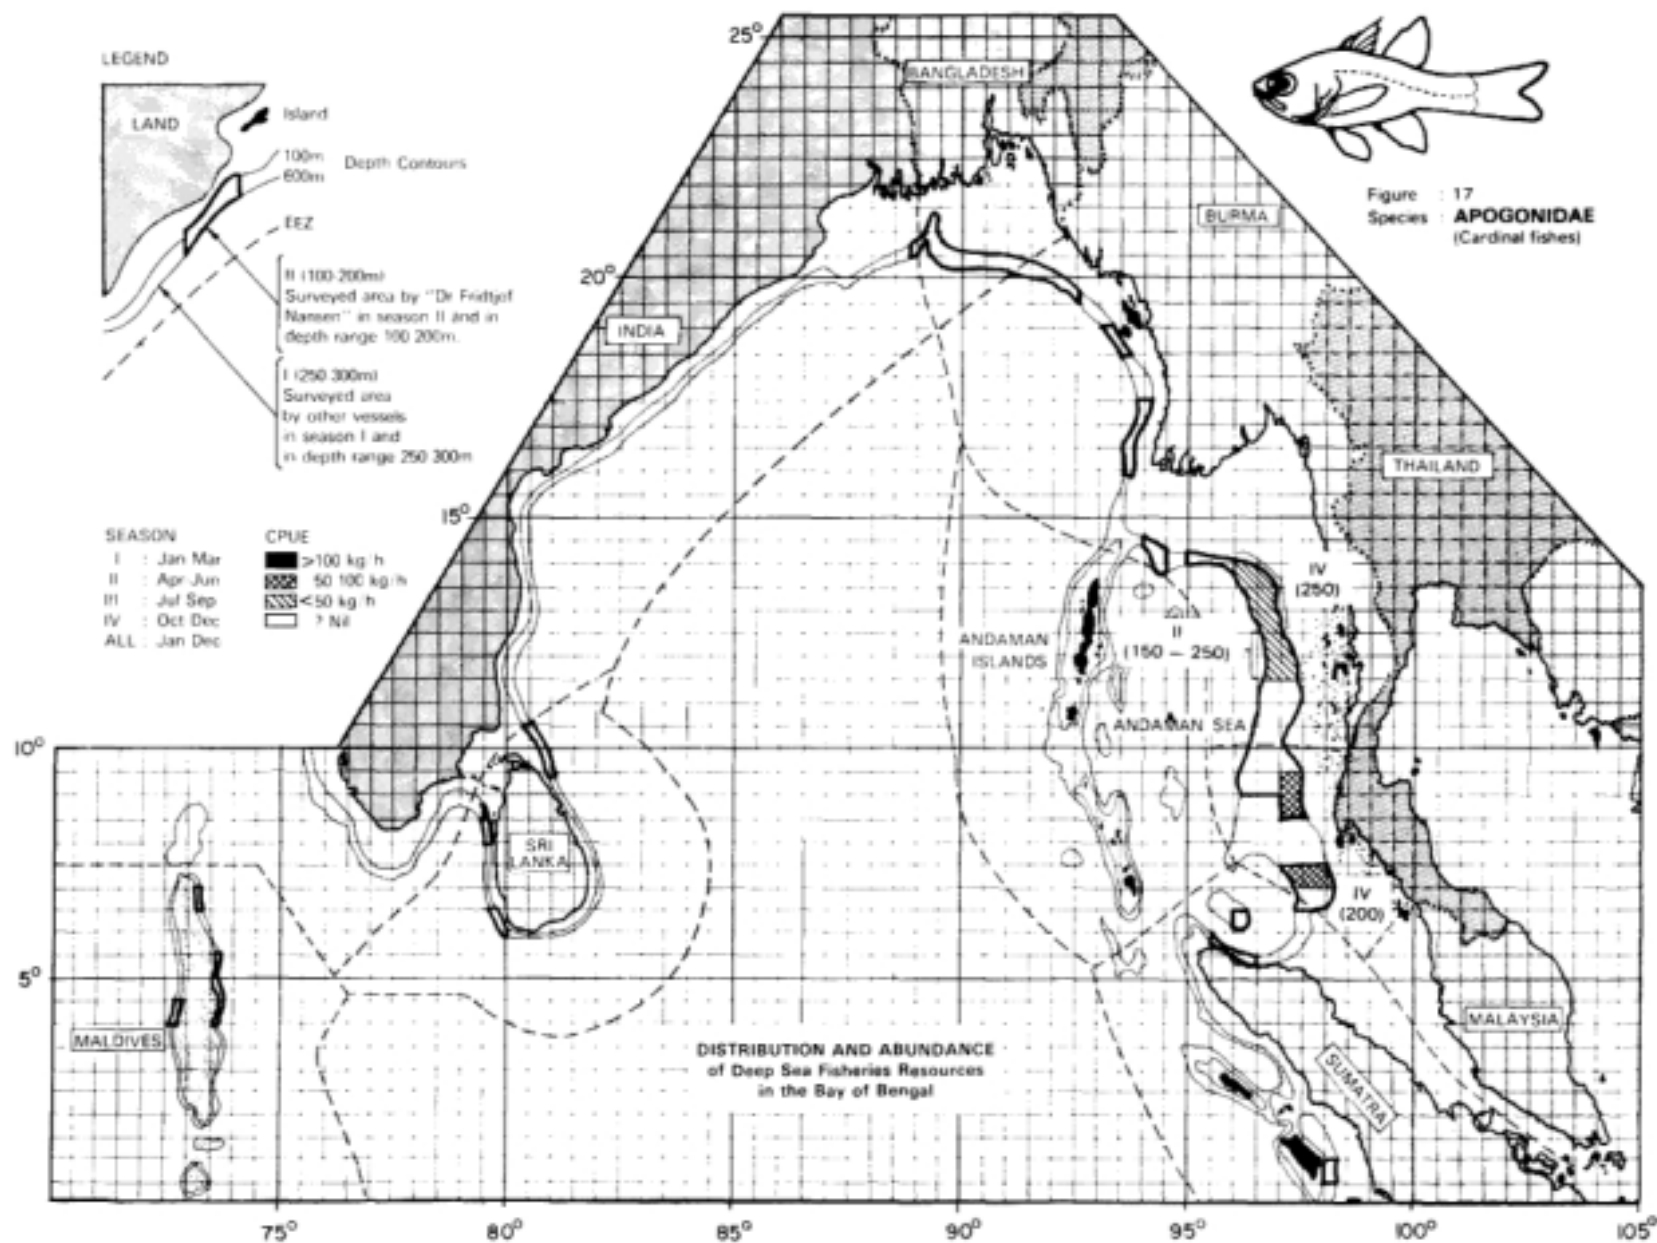 LEGEND
LAND
Island
100m
600m
Depth Contours
EEZ
II (100-200m)
Surveyed area by "Dr Fridtjof
Nansen" in season II and in
depth range 100 200m.
I (250 300m)
Surveyed area
by other vessels
in season I and
in depth range 250 300m
SEASON
I : Jan Mar
II : Apr-Jun
III : Jul Sep
IV : Oct Dec
ALL : Jan Dec
CPUE
>100 kg/h
50 100 kg/h
<50 kg/h
? Nil
Figure : 17
Species : APOGONIDAE
(Cardinal fishes)
25°
20°
15°
10°
5°
BANGLADESH
BURMA
INDIA
THAILAND
IV
(250)
II
(150 – 250)
ANDAMAN
ISLANDS
ANDAMAN SEA
SRI
LANKA
IV
(200)
MALDIVES
MALAYSIA
SUMATRA
DISTRIBUTION AND ABUNDANCE
of Deep Sea Fisheries Resources
in the Bay of Bengal
75°
80°
85°
90°
95°
100°
105°